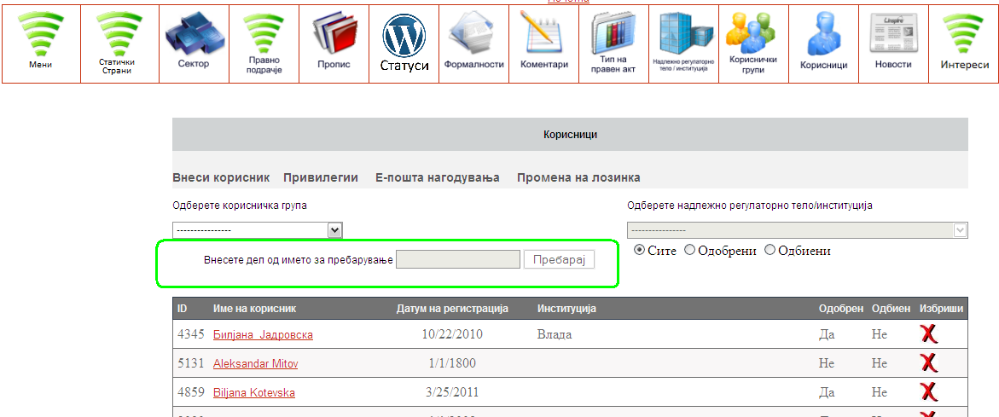 Почетна
Мени
Статички
Страни
Сектор
Правно
подрачје
Пропис
Статуси
Формалности
Коментари
Тип на
правен акт
Надлежно регулаторно
тело / институција
Кориснички
групи
Корисници
Новости
Интереси
Корисници
Внеси корисник Привилегии Е-пошта нагодувања Промена на лозинка
Одберете корисничка група Одберете надлежно регулаторно тело/институција
---------------- ----------------
Сите Одобрени Одбиени
Внесете дел од името за пребарување Пребарај
ID Име на корисник Датум на регистрација Институција Одобрен Одбиен Избриши
4345 Билјана Јадровска 10/22/2010 Влада Да Не X
5131 Aleksandar Mitov 1/1/1800 Не Не X
4859 Biljana Kotevska 3/25/2011 Да Не X